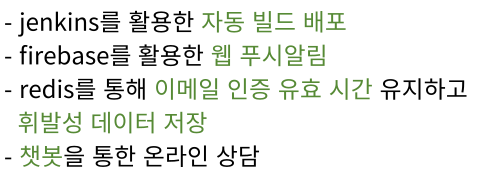 - jenkins를 활용한 자동 빌드 배포
- firebase를 활용한 웹 푸시알림
- redis를 통해 이메일 인증 유효 시간 유지하고
휘발성 데이터 저장
- 챗봇을 통한 온라인 상담